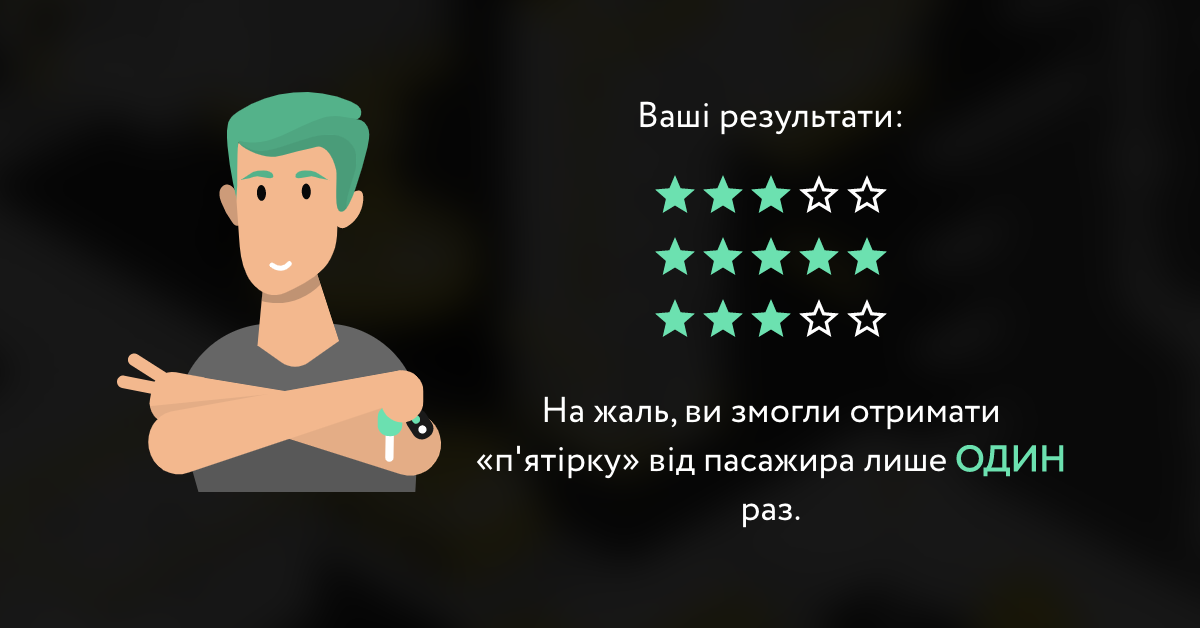 Ваші результати:
На жаль, ви змогли отримати
«п'ятірку» від пасажира лише ОДИН
раз.